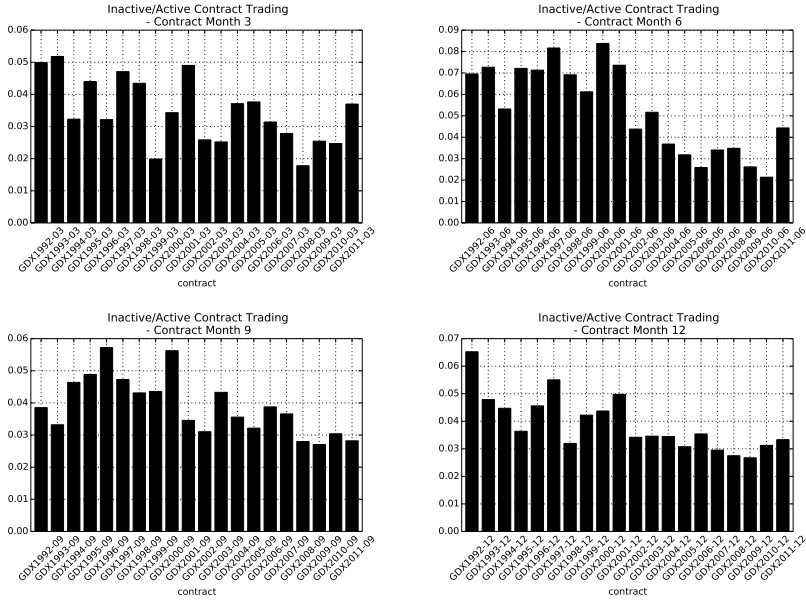 Inactive/Active Contract Trading
- Contract Month 3
0.06
0.05
0.04
0.03
0.02
0.01
0.00
GDX1992-03
GDX1993-03
GDX1994-03
GDX1995-03
GDX1996-03
GDX1997-03
GDX1998-03
GDX1999-03
GDX2000-03
GDX2001-03
GDX2002-03
GDX2003-03
GDX2004-03
GDX2005-03
GDX2006-03
GDX2007-03
GDX2008-03
GDX2009-03
GDX2010-03
GDX2011-03
contract
Inactive/Active Contract Trading
- Contract Month 6
0.09
0.08
0.07
0.06
0.05
0.04
0.03
0.02
0.01
0.00
GDX1992-06
GDX1993-06
GDX1994-06
GDX1995-06
GDX1996-06
GDX1997-06
GDX1998-06
GDX1999-06
GDX2000-06
GDX2001-06
GDX2002-06
GDX2003-06
GDX2004-06
GDX2005-06
GDX2006-06
GDX2007-06
GDX2008-06
GDX2009-06
GDX2010-06
GDX2011-06
contract
Inactive/Active Contract Trading
- Contract Month 9
0.06
0.05
0.04
0.03
0.02
0.01
0.00
GDX1992-09
GDX1993-09
GDX1994-09
GDX1995-09
GDX1996-09
GDX1997-09
GDX1998-09
GDX1999-09
GDX2000-09
GDX2001-09
GDX2002-09
GDX2003-09
GDX2004-09
GDX2005-09
GDX2006-09
GDX2007-09
GDX2008-09
GDX2009-09
GDX2010-09
GDX2011-09
contract
Inactive/Active Contract Trading
- Contract Month 12
0.07
0.06
0.05
0.04
0.03
0.02
0.01
0.00
GDX1992-12
GDX1993-12
GDX1994-12
GDX1995-12
GDX1996-12
GDX1997-12
GDX1998-12
GDX1999-12
GDX2000-12
GDX2001-12
GDX2002-12
GDX2003-12
GDX2004-12
GDX2005-12
GDX2006-12
GDX2007-12
GDX2008-12
GDX2009-12
GDX2010-12
GDX2011-12
contract